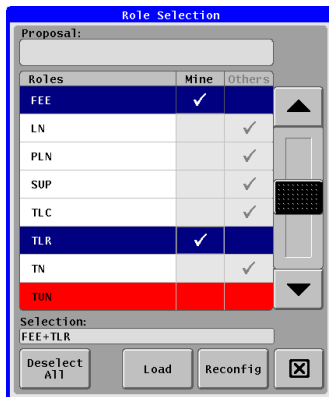 Role Selection
Proposal:
Roles Mine Others
FEE ✓
LN ✓
PLN ✓
SUP ✓
TLC ✓
TLR ✓
TN ✓
TUN
Selection:
FEE+TLR
Deselect
All
Load
Reconfig